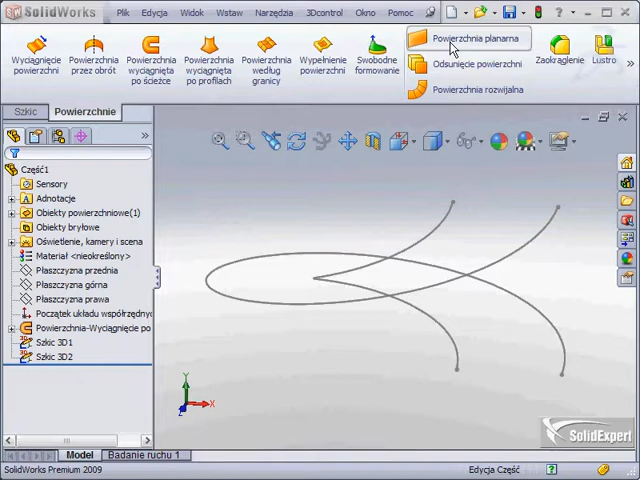 SolidWorks Plik Edycja Widok Wstaw Narzędzia 3Dcontrol Okno Pomoc
Wyciągnięcie powierzchni
Powierzchnia przez obrót
Powierzchnia wyciągnięta po ścieżce
Powierzchnia wyciągnięta po profilach
Powierzchnia według granicy
Wypełnienie powierzchni
Swobodne formowanie
Powierzchnia planarna
Odsunięcie powierzchni
Powierzchnia rozwijalna
Zaokrąglenie
Lustro
Szkic Powierzchnie
Część1
Sensory
Adnotacje
Obiekty powierzchniowe(1)
Obiekty bryłowe
Oświetlenie, kamery i scena
Materiał <nieokreślony>
Płaszczyzna przednia
Płaszczyzna górna
Płaszczyzna prawa
Początek układu współrzędnyc
Powierzchnia-Wyciągnięcie po
Szkic 3D1
Szkic 3D2
Y
X
Z
SolidExpert
Model Badanie ruchu 1
SolidWorks Premium 2009 Edycja Część